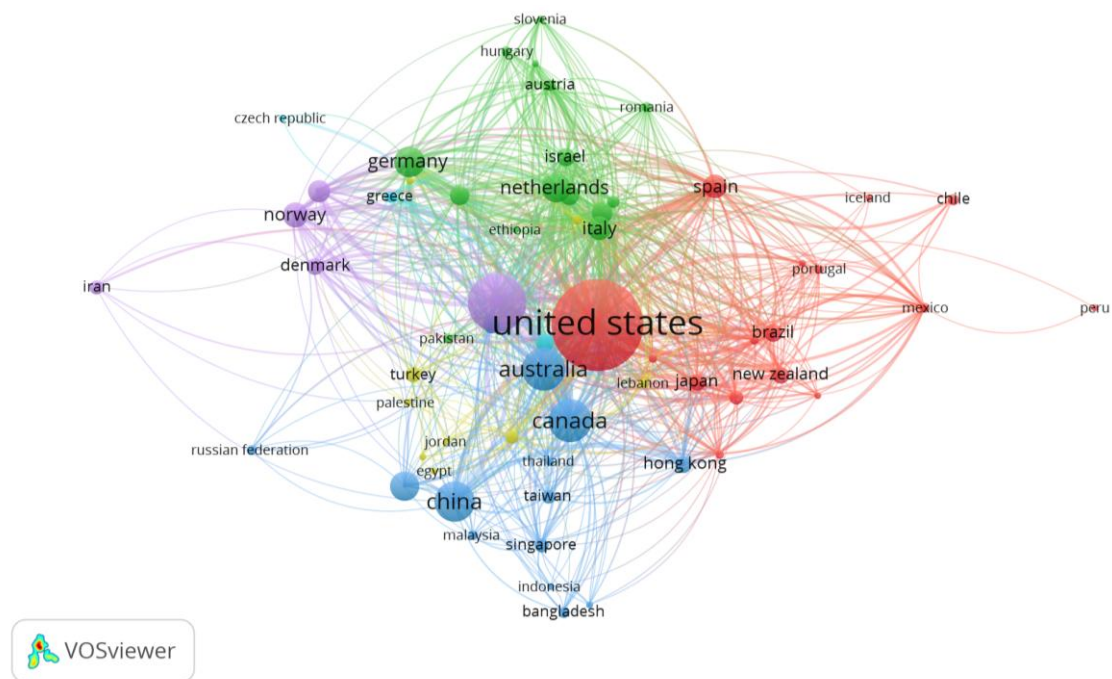 slovenia
hungary
austria
romania
czech republic
germany
israel
netherlands
spain
greece
iceland
chile
norway
ethiopia
italy
denmark
portugal
iran
mexico
peru
united states
pakistan
brazil
australia
turkey
lebanon
japan
new zealand
palestine
canada
jordan
russian federation
thailand
hong kong
egypt
china
taiwan
malaysia
singapore
indonesia
bangladesh
VOSviewer